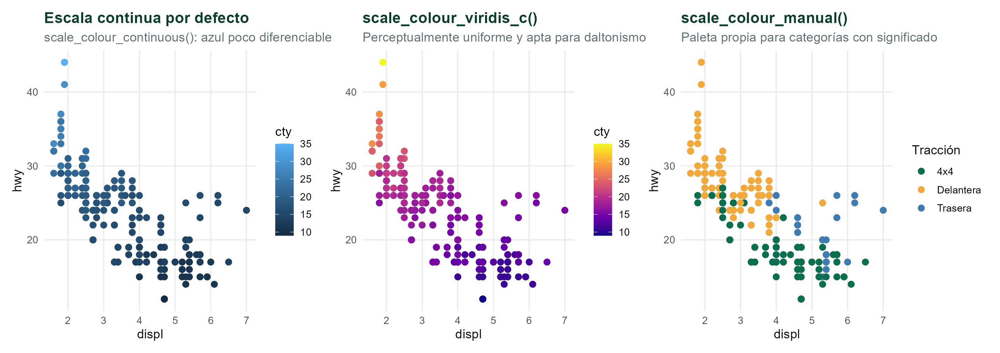 Escala continua por defecto
scale_colour_continuous(): azul poco diferenciable
40
30
20
hwy
2 3 4 5 6 7
displ
cty
35
30
25
20
15
10
scale_colour_viridis_c()
Perceptualmente uniforme y apta para daltonismo
40
30
20
hwy
2 3 4 5 6 7
displ
cty
35
30
25
20
15
10
scale_colour_manual()
Paleta propia para categorías con significado
40
30
20
hwy
2 3 4 5 6 7
displ
Tracción
4x4
Delantera
Trasera